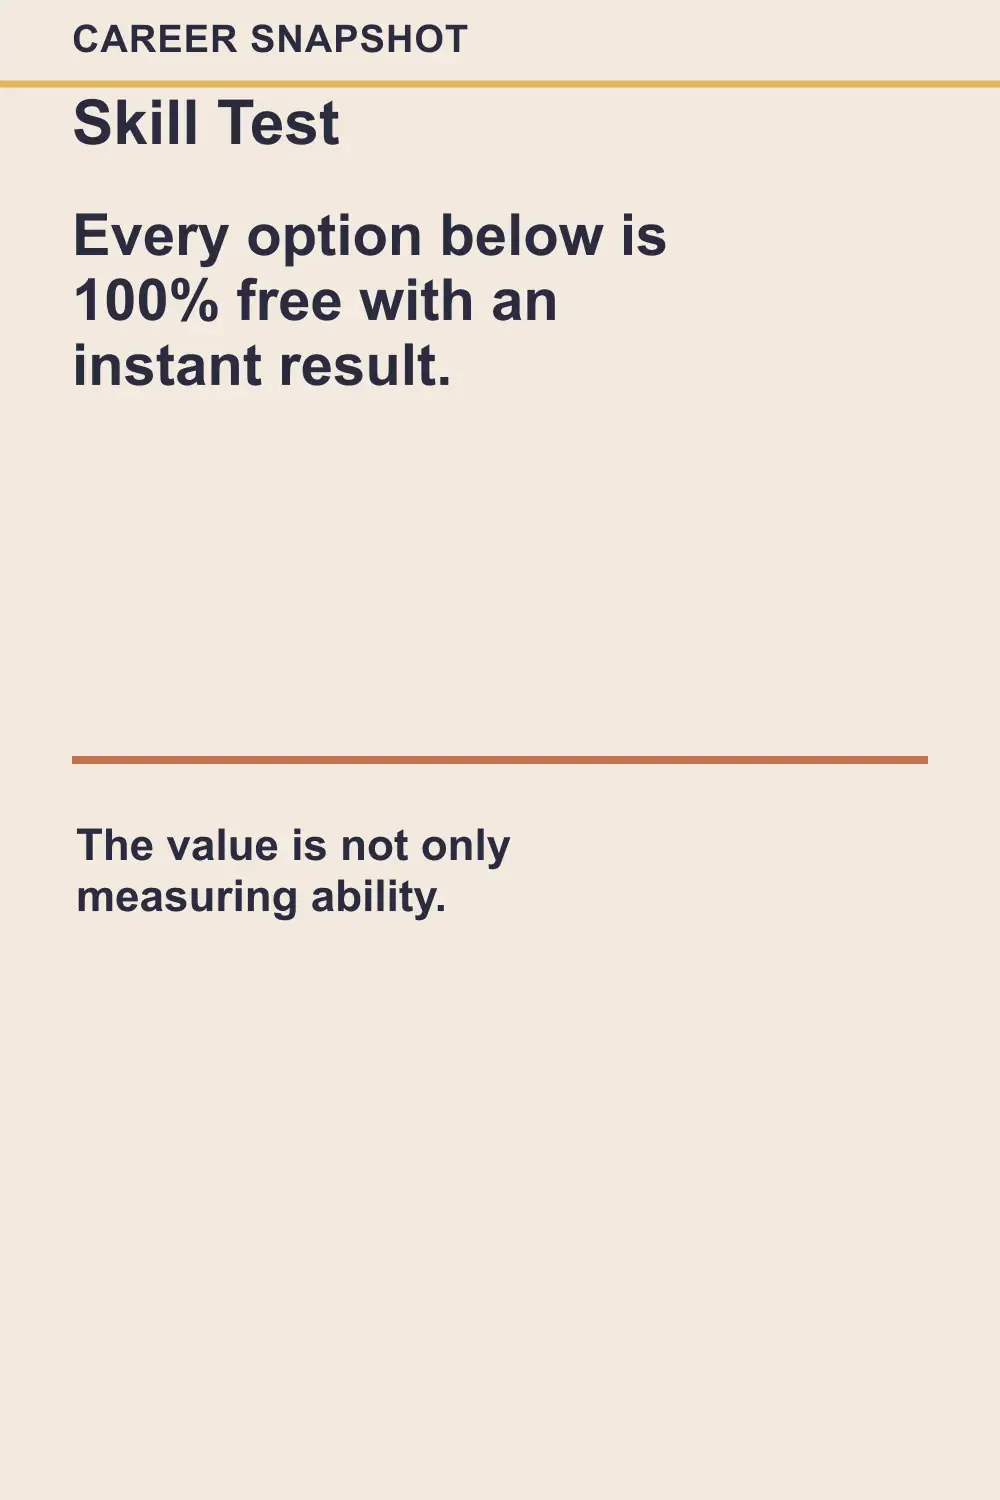 CAREER SNAPSHOT
Skill Test
Every option below is
100% free with an
instant result.
The value is not only
measuring ability.